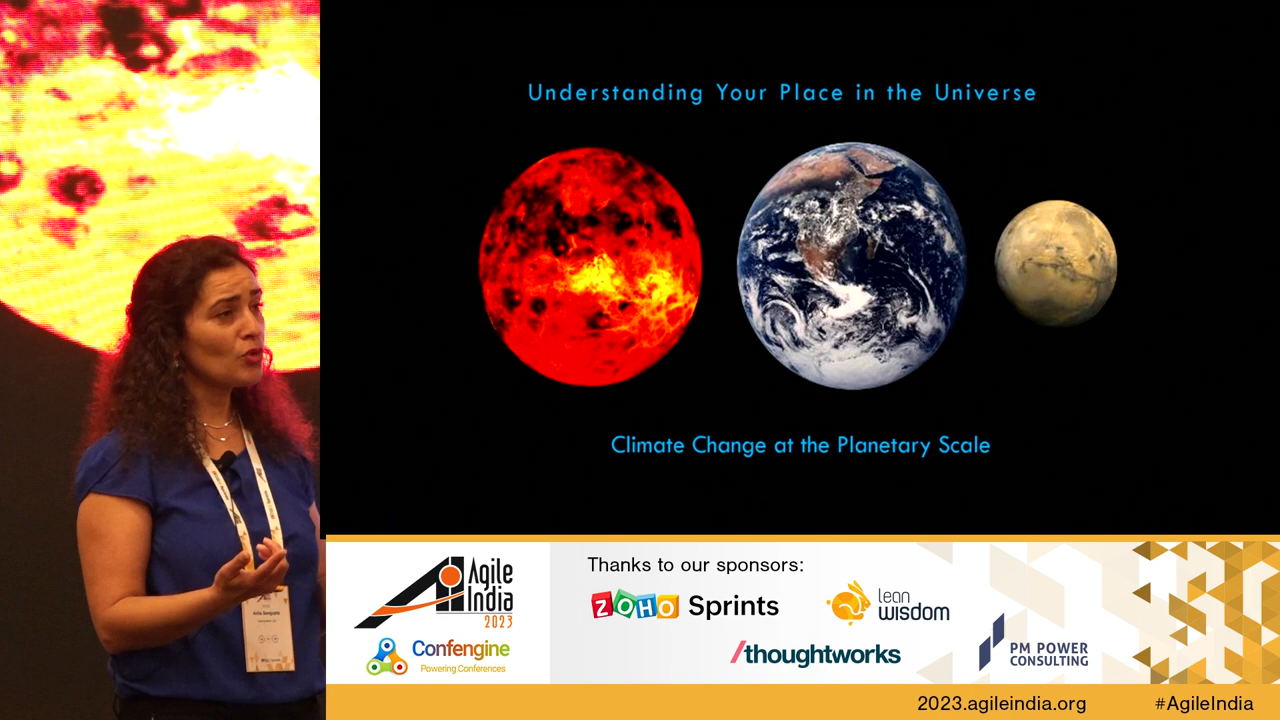 Understanding Your Place in the Universe
Climate Change at the Planetary Scale
Agile
India
2023
Confengine
Powering Conferences
Thanks to our sponsors:
ZOHO Sprints
lean
wisdom
/thoughtworks
PM POWER
CONSULTING
2023.agileindia.org
#AgileIndia